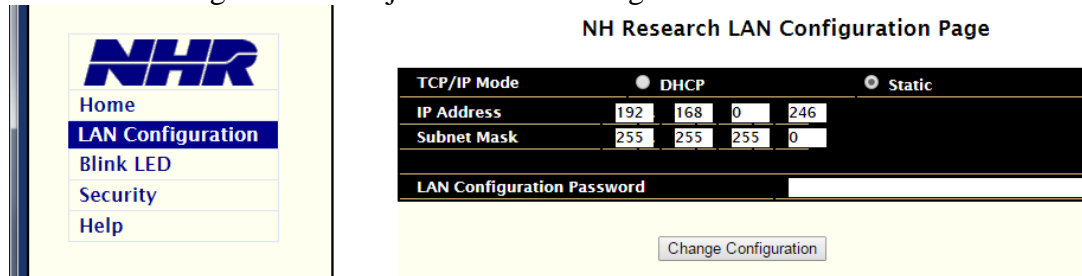 NHR
Home
LAN Configuration
Blink LED
Security
Help
NH Research LAN Configuration Page
TCP/IP Mode DHCP Static
IP Address 192 168 0 246
Subnet Mask 255 255 255 0
LAN Configuration Password
Change Configuration